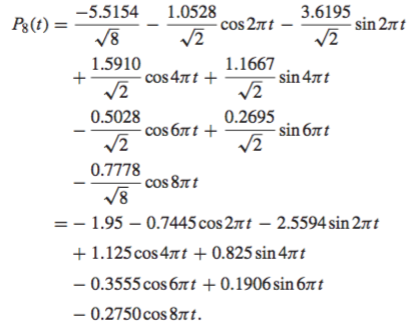 P₈(t) = −5.5154/√8 − 1.0528/√2 cos 2πt − 3.6195/√2 sin 2πt
+ 1.5910/√2 cos 4πt + 1.1667/√2 sin 4πt
− 0.5028/√2 cos 6πt + 0.2695/√2 sin 6πt
− 0.7778/√8 cos 8πt
= − 1.95 − 0.7445 cos 2πt − 2.5594 sin 2πt
+ 1.125 cos 4πt + 0.825 sin 4πt
− 0.3555 cos 6πt + 0.1906 sin 6πt
− 0.2750 cos 8πt.